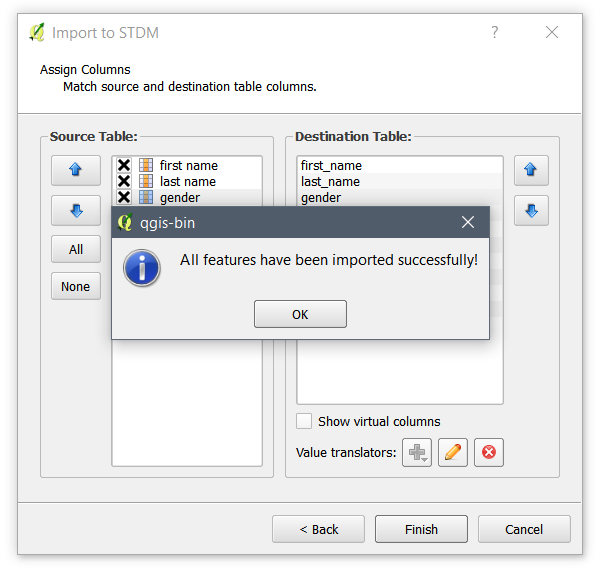 Import to STDM
?
Assign Columns
Match source and destination table columns.
Source Table:
first name
last name
gender
All
None
Destination Table:
first_name
last_name
gender
qgis-bin
All features have been imported successfully!
OK
Show virtual columns
Value translators:
< Back
Finish
Cancel